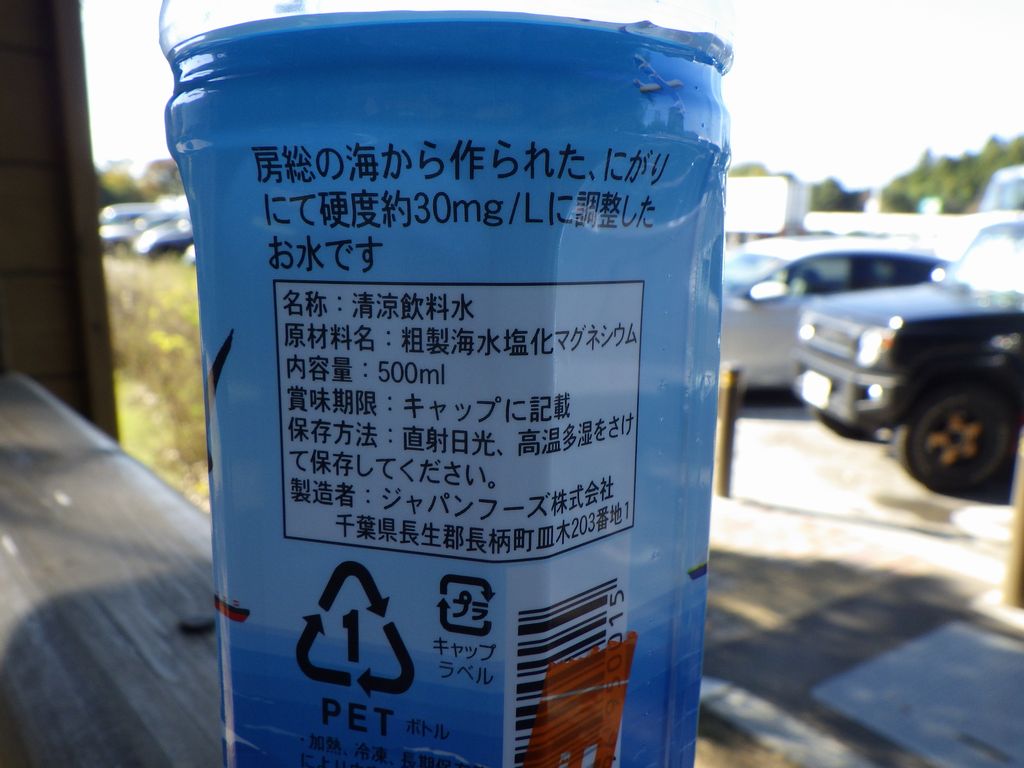 房総の海から作られた、にがり
にて硬度約30mg/Lに調整した
お水です
名称：清涼飲料水
原材料名：粗製海水塩化マグネシウム
内容量：500ml
賞味期限：キャップに記載
保存方法：直射日光、高温多湿をさけ
て保存してください。
製造者：ジャパンフーズ株式会社
千葉県長生郡長柄町皿木203番地1
プラ
キャップ
ラベル
1
PET ボトル
・加熱、冷凍、長期保存